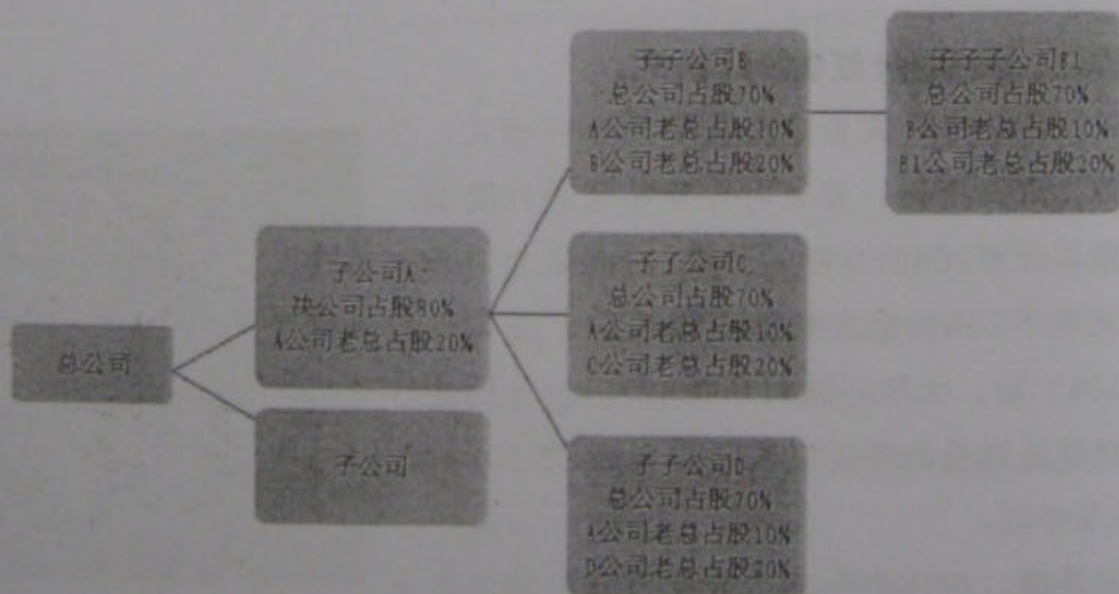 总公司
子公司A
决公司占股80%
A公司老总占股20%
子公司
子子公司B
总公司占股70%
A公司老总占股10%
B公司老总占股20%
子子公司C
总公司占股70%
A公司老总占股10%
C公司老总占股20%
子子公司D
总公司占股70%
A公司老总占股10%
D公司老总占股20%
子子子公司B1
总公司占股70%
B公司老总占股10%
B1公司老总占股20%